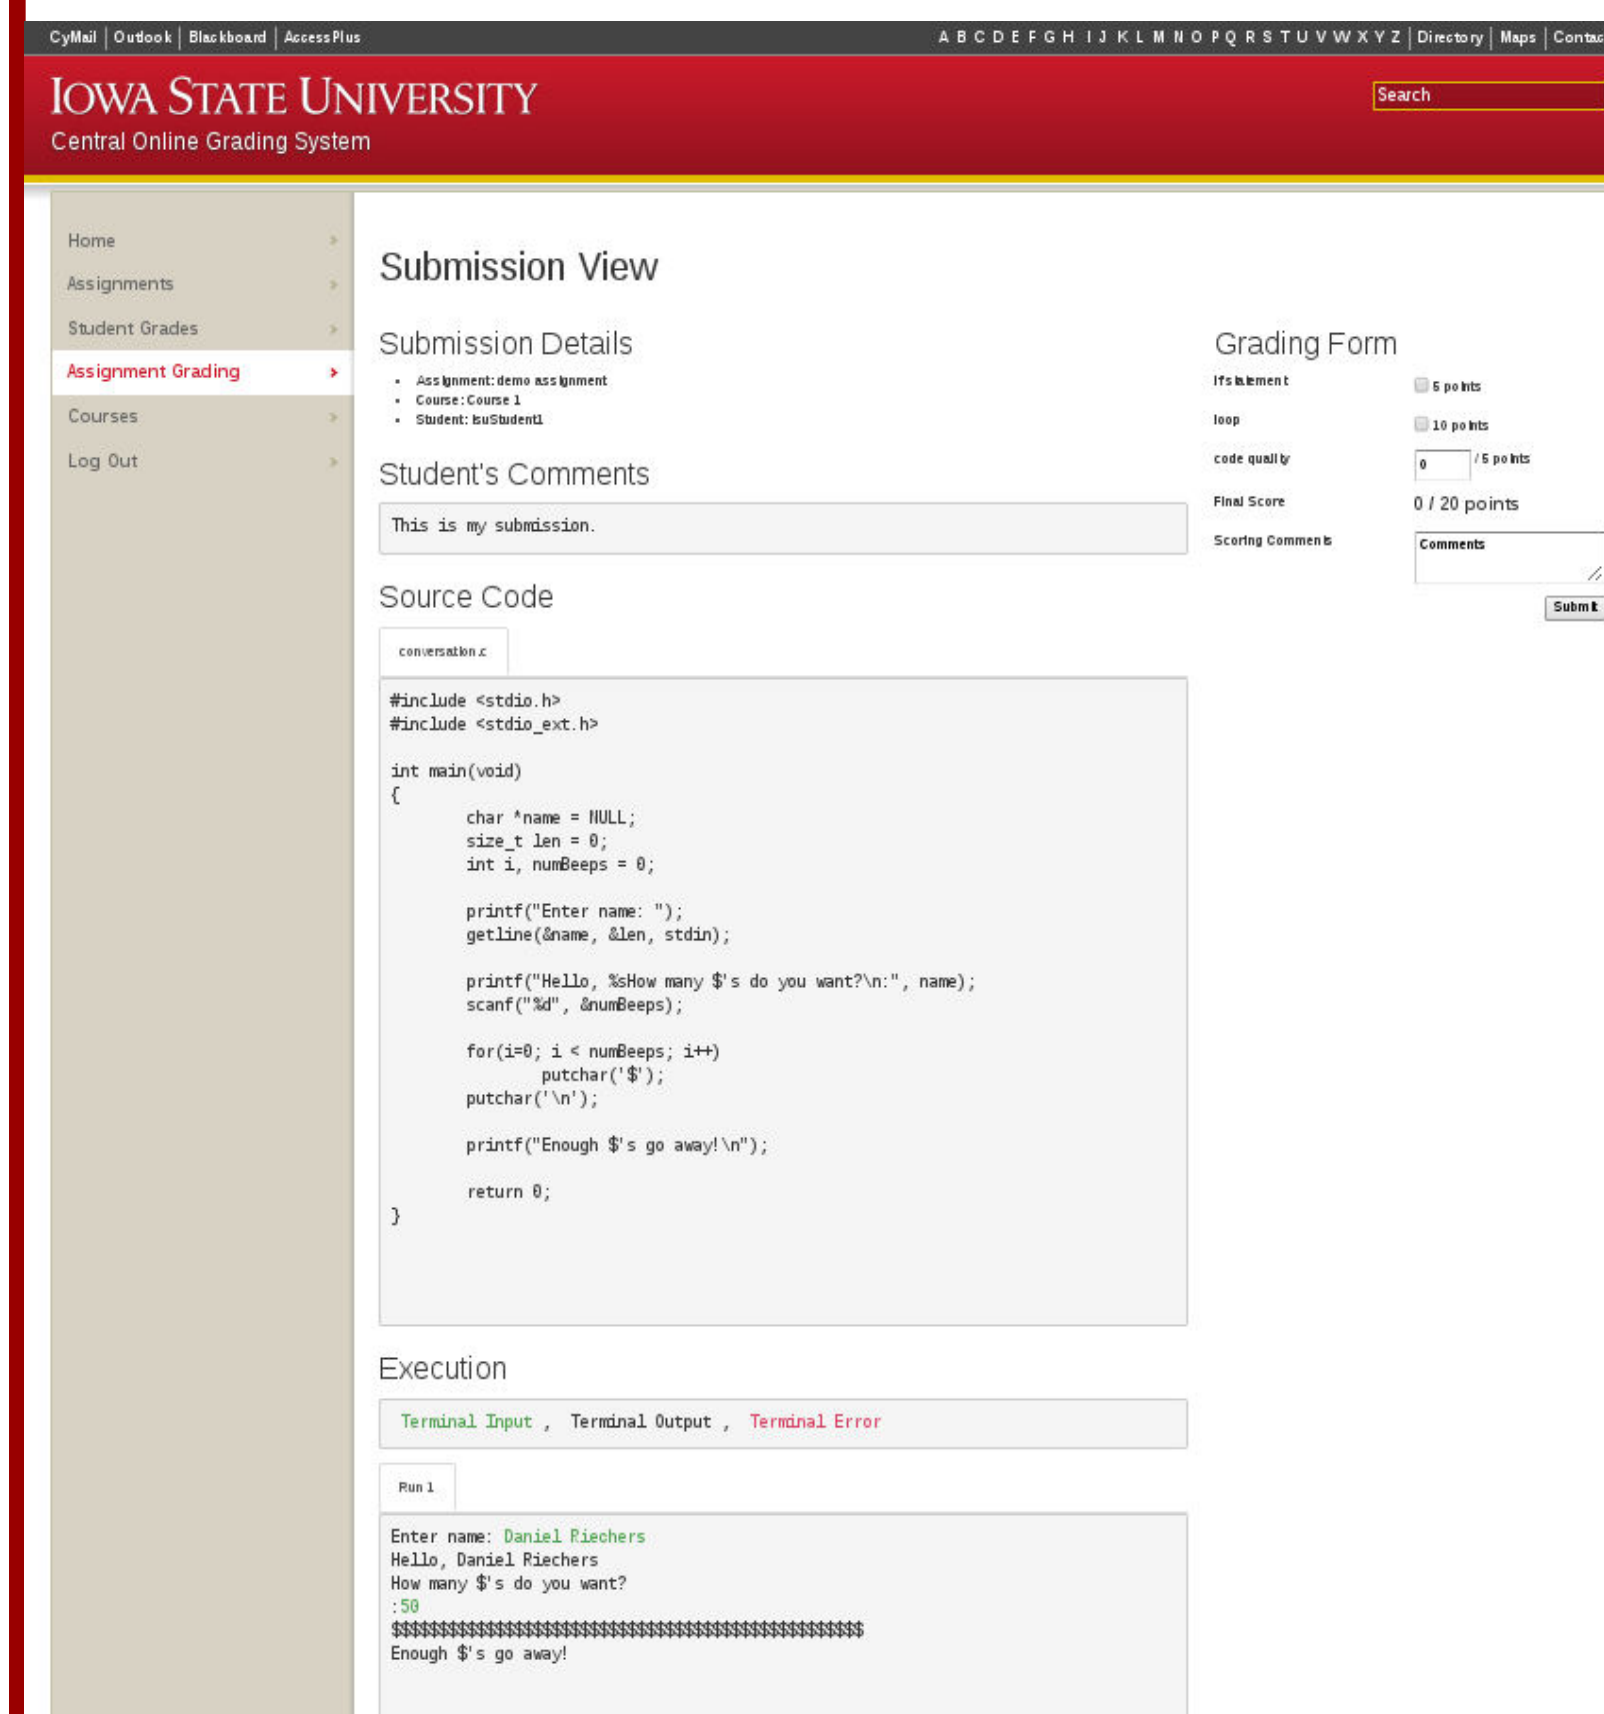 CyMail | Outlook | Blackboard | AccessPlus
A B C D E F G H I J K L M N O P Q R S T U V W X Y Z | Directory | Maps | Contac
IOWA STATE UNIVERSITY
Search
Central Online Grading System
Home
Assignments
Student Grades
Assignment Grading
Courses
Log Out
Submission View
Submission Details
• Assignment: demo assignment
• Course: Course 1
• Student: IsuStudent1
Student's Comments
This is my submission.
Source Code
conversation.c
#include <stdio.h>
#include <stdio_ext.h>
int main(void)
{
char *name = NULL;
size_t len = 0;
int i, numBeeps = 0;
printf("Enter name: ");
getline(&name, &len, stdin);
printf("Hello, %sHow many $'s do you want?\n:", name);
scanf("%d", &numBeeps);
for(i=0; i < numBeeps; i++)
putchar('$');
putchar('\n');
printf("Enough $'s go away!\n");
return 0;
}
Execution
Terminal Input , Terminal Output , Terminal Error
Run 1
Enter name: Daniel Riechers
Hello, Daniel Riechers
How many $'s do you want?
:50
$$$$$$$$$$$$$$$$$$$$$$$$$$$$$$$$$$$$$$$$$$$$$$$$$$
Enough $'s go away!
Grading Form
If statement 5 points
loop 10 points
code quality 0 / 5 points
Final Score 0 / 20 points
Scoring Comments Comments
Submit